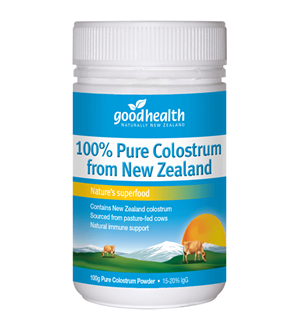 goodhealth
NATURALLY NEW ZEALAND
100% Pure Colostrum
from New Zealand
Nature's superfood
Contains New Zealand colostrum
Sourced from pasture-fed cows
Natural immune support
100g Pure Colostrum Powder • 15-20% IgG